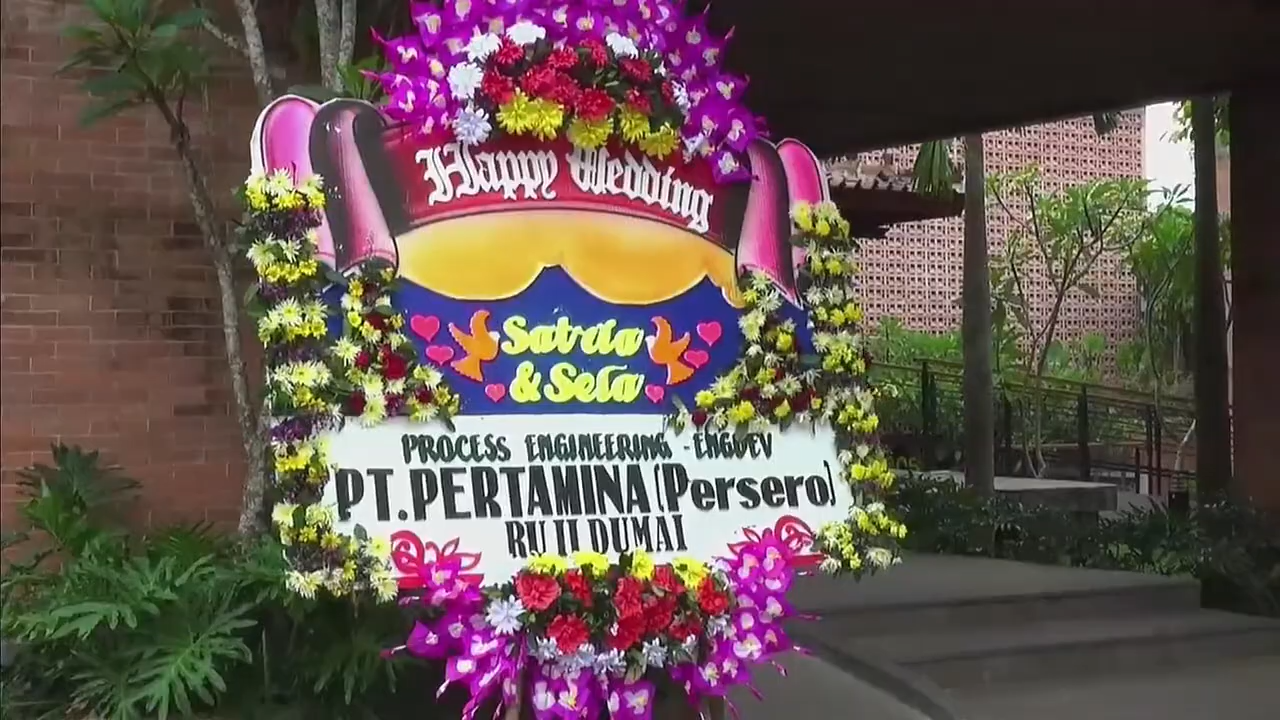 Happy Wedding
Satria
& Sela
PROCESS ENGINEERING - ENGDEV
PT. PERTAMINA (Persero)
RU II DUMAI